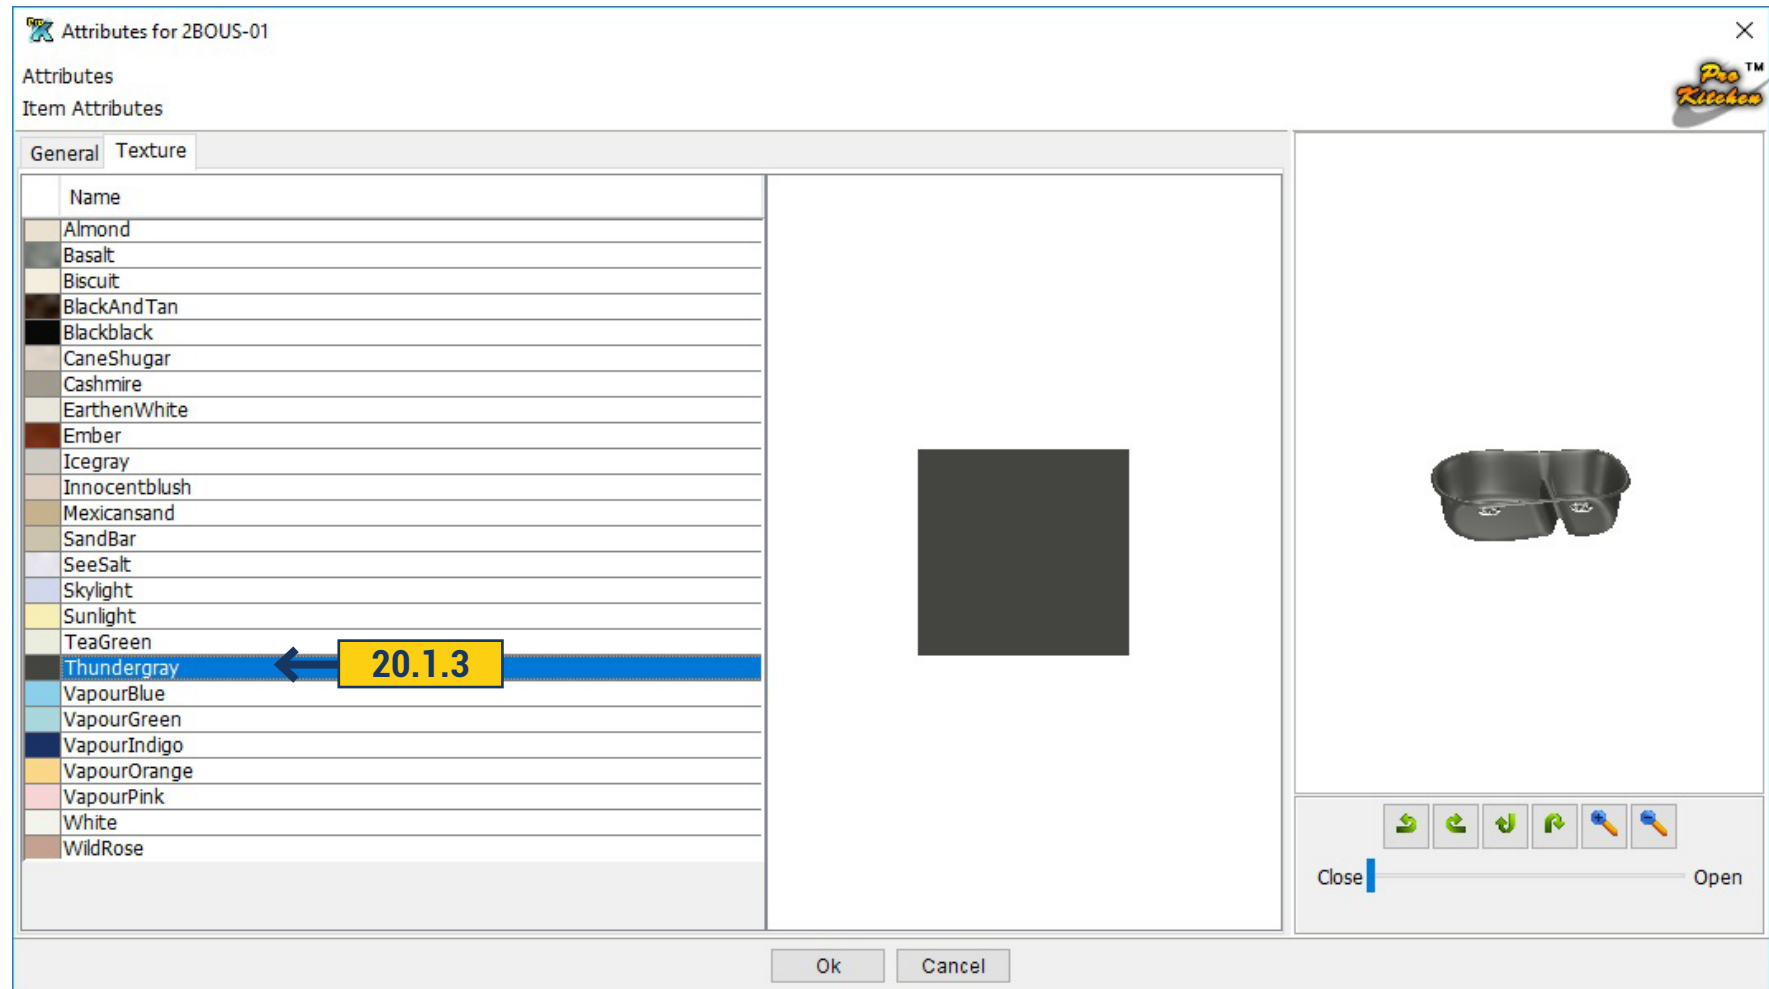 Attributes for 2BOUS-01
Attributes
Item Attributes
Pro TM
Kitchen
General Texture
Name
Almond
Basalt
Biscuit
BlackAndTan
Blackblack
CaneShugar
Cashmire
EarthenWhite
Ember
Icegray
Innocentblush
Mexicansand
SandBar
SeeSalt
Skylight
Sunlight
TeaGreen
Thundergray
20.1.3
VapourBlue
VapourGreen
VapourIndigo
VapourOrange
VapourPink
White
WildRose
Close Open
Ok Cancel